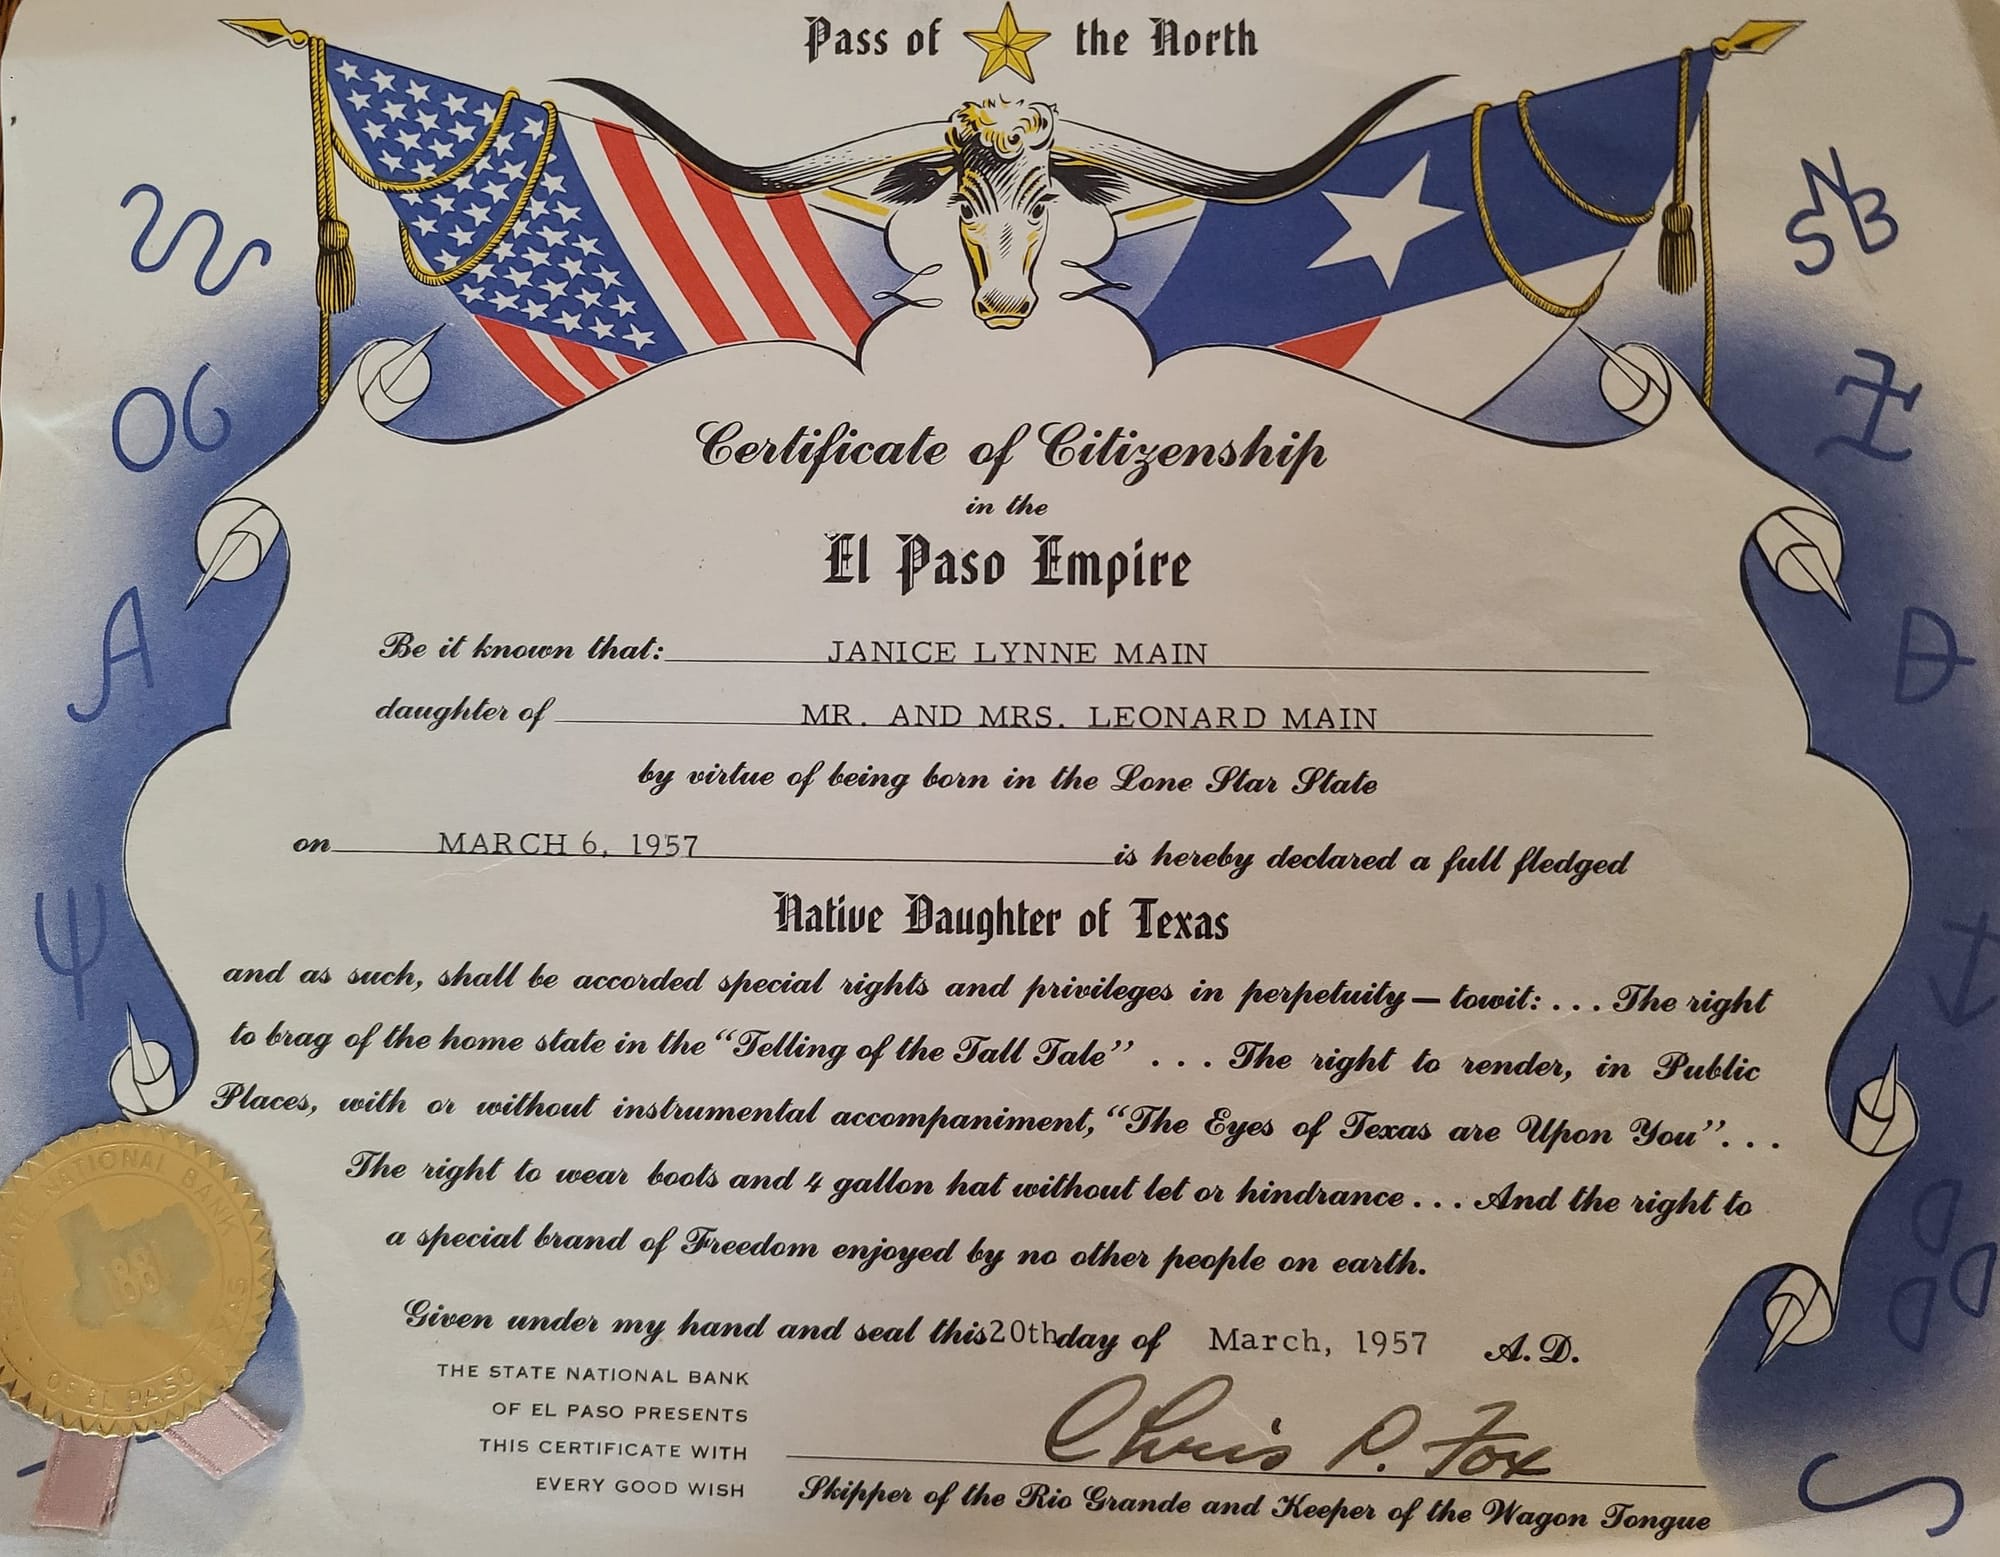 Pass of the North
Certificate of Citizenship
in the
El Paso Empire
Be it known that: JANICE LYNNE MAIN
daughter of MR. AND MRS. LEONARD MAIN
by virtue of being born in the Lone Star State
on MARCH 6, 1957 is hereby declared a full fledged
Native Daughter of Texas
and as such, shall be accorded special rights and privileges in perpetuity — towit: . . . The right
to brag of the home state in the “Telling of the Tall Tale” . . . The right to render, in Public
Places, with or without instrumental accompaniment, “The Eyes of Texas are Upon You” . . .
The right to wear boots and 4 gallon hat without let or hindrance . . . And the right to
a special brand of Freedom enjoyed by no other people on earth.
Given under my hand and seal this 20th day of March, 1957 A. D.
THE STATE NATIONAL BANK
OF EL PASO PRESENTS
THIS CERTIFICATE WITH
EVERY GOOD WISH
Chris P. Fox
Skipper of the Rio Grande and Keeper of the Wagon Tongue
NATIONAL BANK
1881
OF EL PASO
SNB